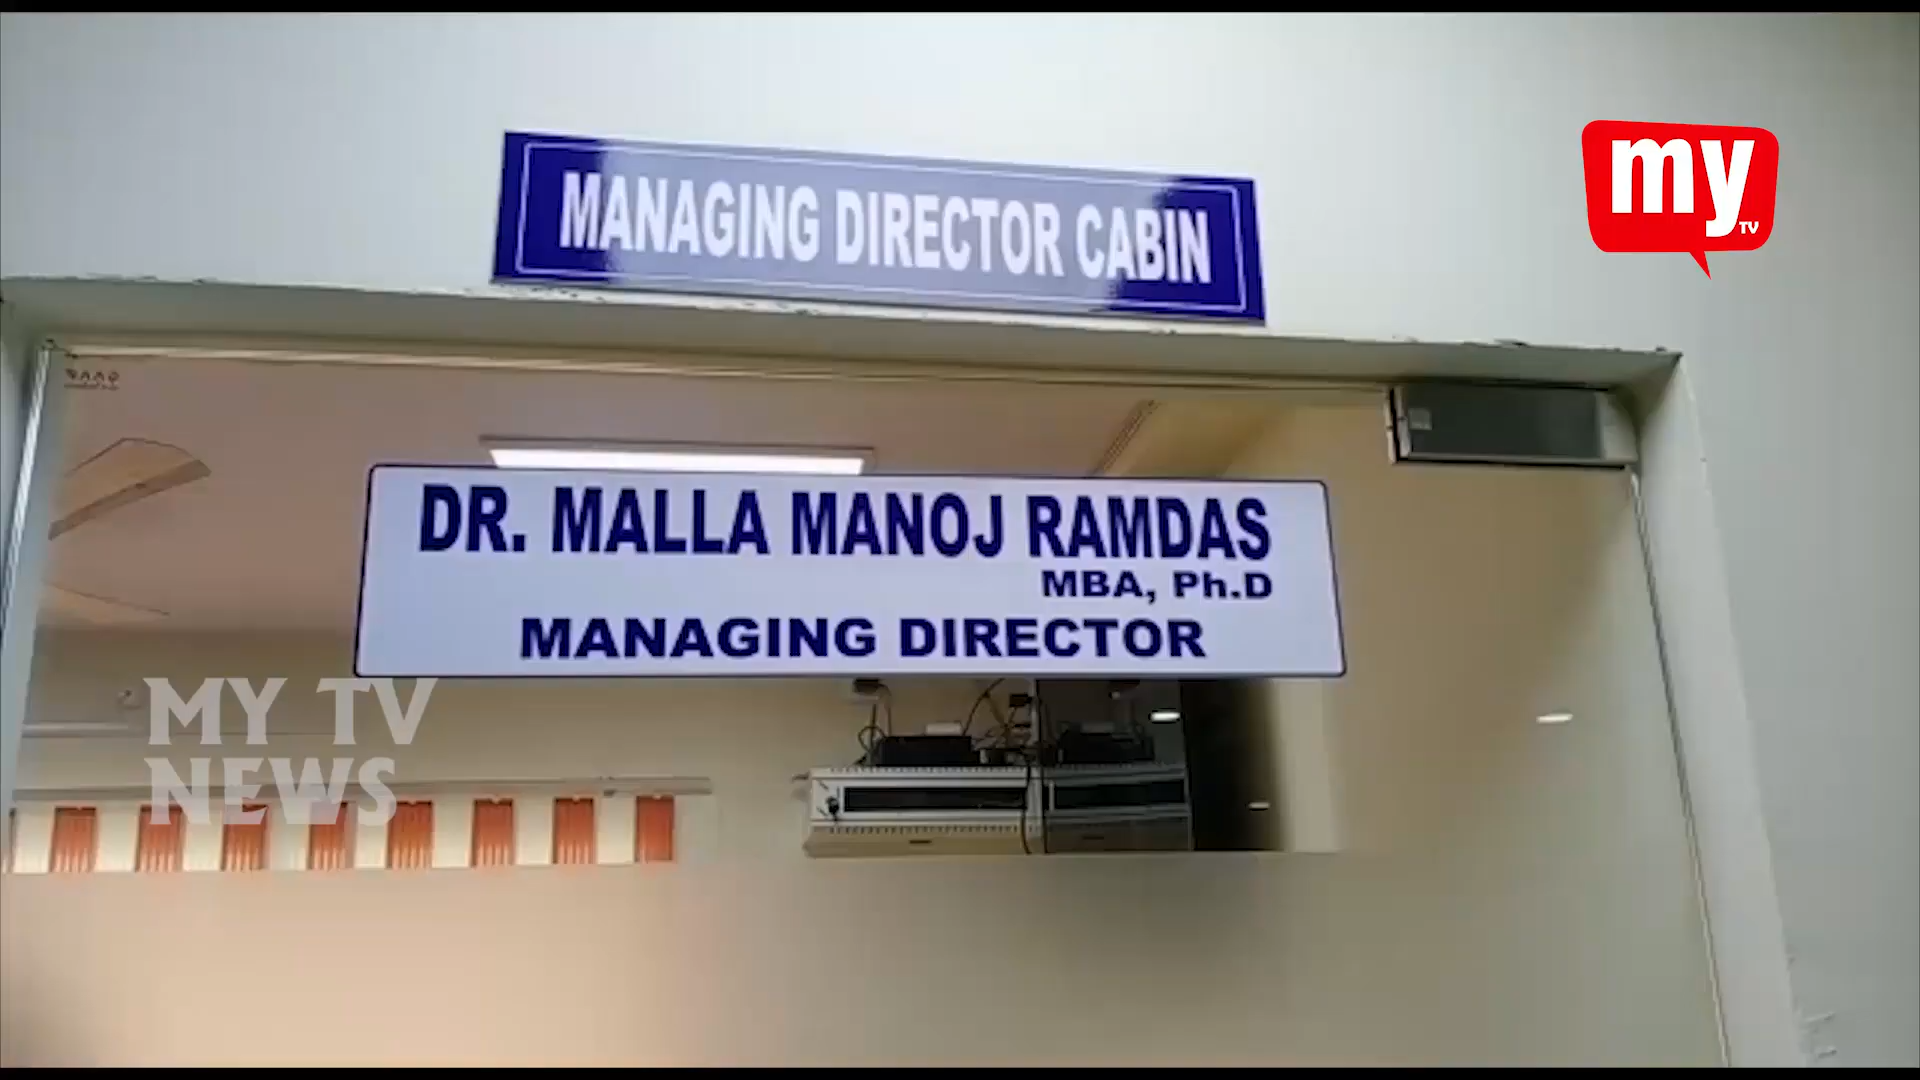 MANAGING DIRECTOR CABIN
my
TV
DR. MALLA MANOJ RAMDAS
MBA, Ph.D
MANAGING DIRECTOR
MY TV
NEWS